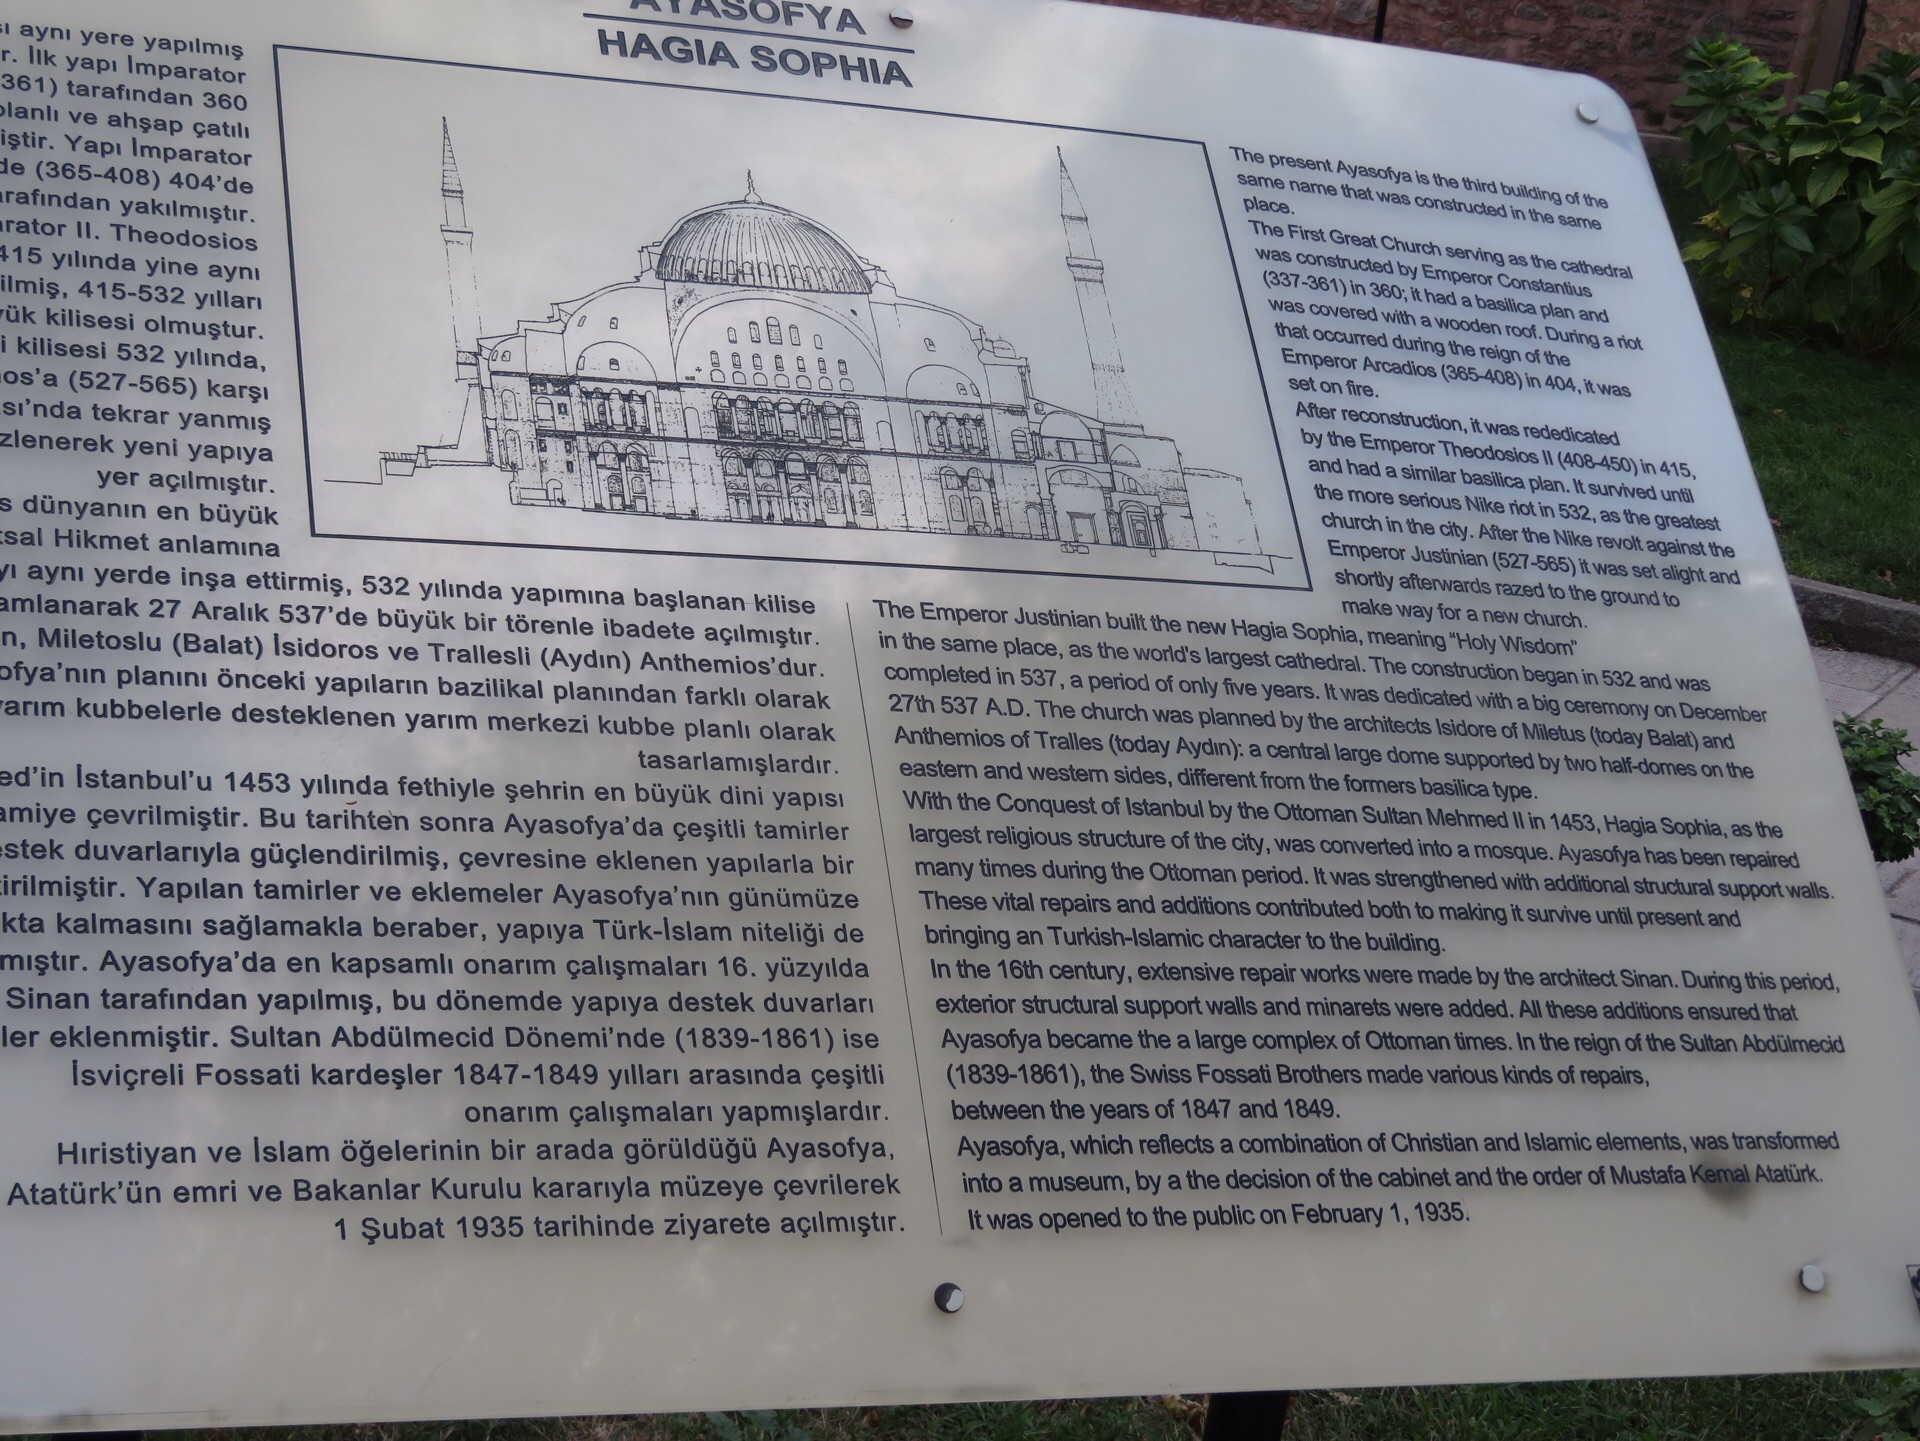 AYASOFYA
HAGIA SOPHIA
aynı yere yapılmış
İlk yapı İmparator
361) tarafından 360
planlı ve ahşap çatılı
Yapı İmparator
de (365-408) 404'de
tarafından yakılmıştır.
II. Theodosios
415 yılında yine aynı
415-532 yılları
kilisesi olmuştur.
kilisesi 532 yılında,
(527-565) karşı
tekrar yanmış
yeni yapıya
yer açılmıştır.
dünyanın en büyük
Hikmet anlamına
aynı yerde inşa ettirmiş, 532 yılında yapımına başlanan kilise
27 Aralık 537'de büyük bir törenle ibadete açılmıştır.
Miletoslu (Balat) İsidoros ve Trallesli (Aydın) Anthemios'dur.
planını önceki yapıların bazilikal planından farklı olarak
yarım kubbelerle desteklenen yarım merkezi kubbe planlı olarak
tasarlamışlardır.
İstanbul'u 1453 yılında fethiyle şehrin en büyük dini yapısı
çevrilmiştir. Bu tarihten sonra Ayasofya'da çeşitli tamirler
duvarlarıyla güçlendirilmiş, çevresine eklenen yapılarla bir
Yapılan tamirler ve eklemeler Ayasofya'nın günümüze
kalmasını sağlamakla beraber, yapıya Türk-İslam niteliği de
Ayasofya'da en kapsamlı onarım çalışmaları 16. yüzyılda
Sinan tarafından yapılmış, bu dönemde yapıya destek duvarları
eklenmiştir. Sultan Abdülmecid Dönemi'nde (1839-1861) ise
İsviçreli Fossati kardeşler 1847-1849 yılları arasında çeşitli
onarım çalışmaları yapmışlardır.
Hıristiyan ve İslam öğelerinin bir arada görüldüğü Ayasofya,
Atatürk'ün emri ve Bakanlar Kurulu kararıyla müzeye çevrilerek
1 Şubat 1935 tarihinde ziyarete açılmıştır.
The present Ayasofya is the third building of the
same name that was constructed in the same
place.
The First Great Church serving as the cathedral
was constructed by Emperor Constantius
(337-361) in 360; it had a basilica plan and
was covered with a wooden roof. During a riot
that occurred during the reign of the
Emperor Arcadios (365-408) in 404, it was
set on fire.
After reconstruction, it was rededicated
by the Emperor Theodosios II (408-450) in 415,
and had a similar basilica plan. It survived until
the more serious Nike riot in 532, as the greatest
church in the city. After the Nike revolt against the
Emperor Justinian (527-565) it was set alight and
shortly afterwards razed to the ground to
make way for a new church.
The Emperor Justinian built the new Hagia Sophia, meaning “Holy Wisdom”
in the same place, as the world's largest cathedral. The construction began in 532 and was
completed in 537, a period of only five years. It was dedicated with a big ceremony on December
27th 537 A.D. The church was planned by the architects Isidore of Miletus (today Balat) and
Anthemios of Tralles (today Aydın): a central large dome supported by two half-domes on the
eastern and western sides, different from the formers basilica type.
With the Conquest of Istanbul by the Ottoman Sultan Mehmed II in 1453, Hagia Sophia, as the
largest religious structure of the city, was converted into a mosque. Ayasofya has been repaired
many times during the Ottoman period. It was strengthened with additional structural support walls.
These vital repairs and additions contributed both to making it survive until present and
bringing an Turkish-Islamic character to the building.
In the 16th century, extensive repair works were made by the architect Sinan. During this period,
exterior structural support walls and minarets were added. All these additions ensured that
Ayasofya became the a large complex of Ottoman times. In the reign of the Sultan Abdülmecid
(1839-1861), the Swiss Fossati Brothers made various kinds of repairs,
between the years of 1847 and 1849.
Ayasofya, which reflects a combination of Christian and Islamic elements, was transformed
into a museum, by a the decision of the cabinet and the order of Mustafa Kemal Atatürk.
It was opened to the public on February 1, 1935.